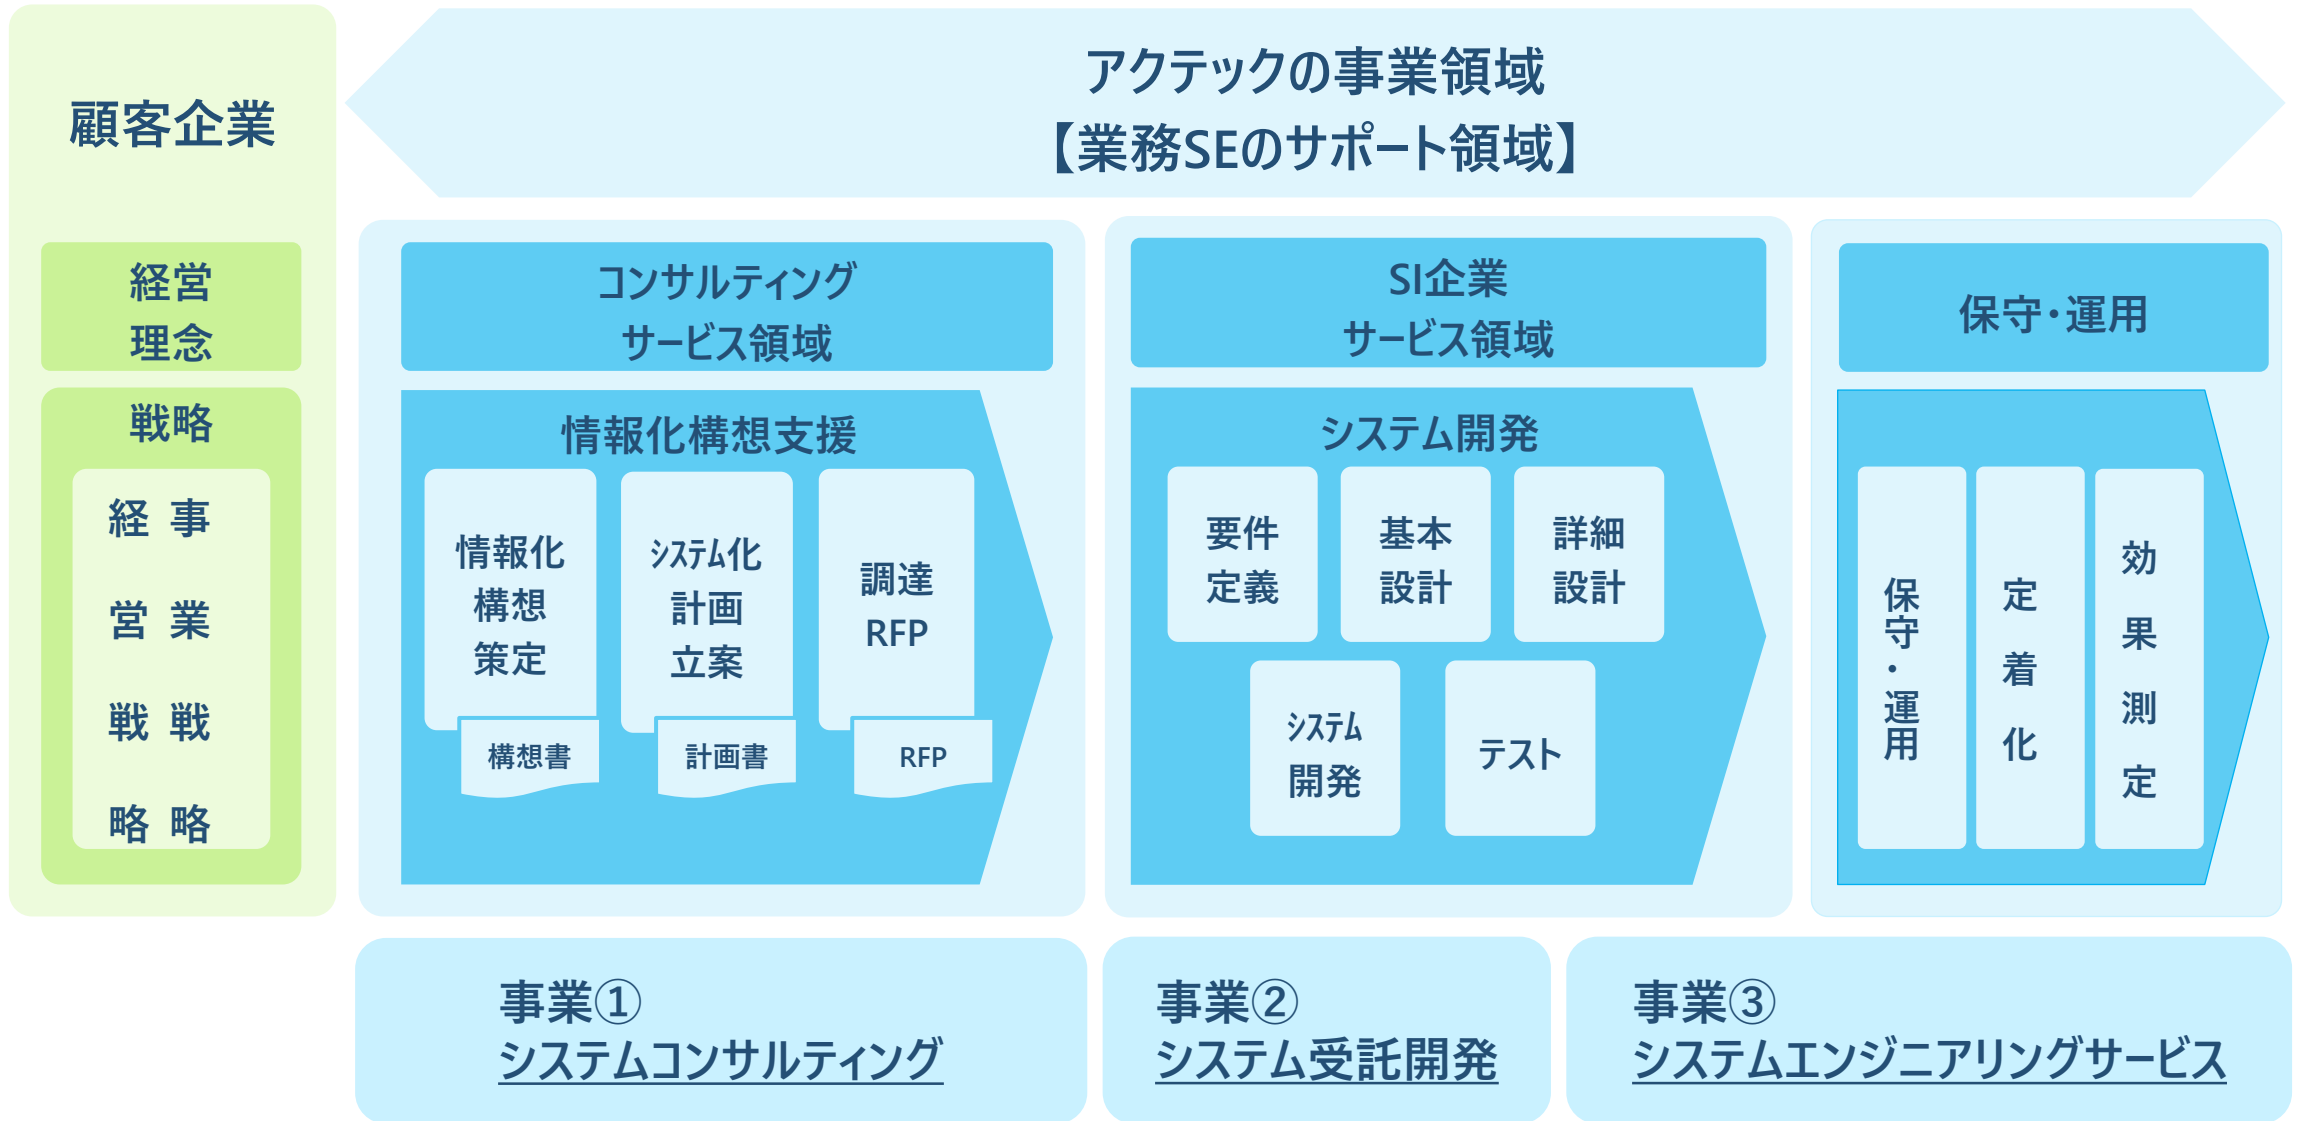 顧客企業
経営
理念
戦略
経営戦略
事業戦略
アクテックの事業領域
【業務SEのサポート領域】
コンサルティング
サービス領域
情報化構想支援
情報化
構想
策定
構想書
ｼｽﾃﾑ化
計画
立案
計画書
調達
RFP
RFP
SI企業
サービス領域
システム開発
要件
定義
基本
設計
詳細
設計
ｼｽﾃﾑ
開発
テスト
保守・運用
保守・運用
定着化
効果測定
事業①
システムコンサルティング
事業②
システム受託開発
事業③
システムエンジニアリングサービス